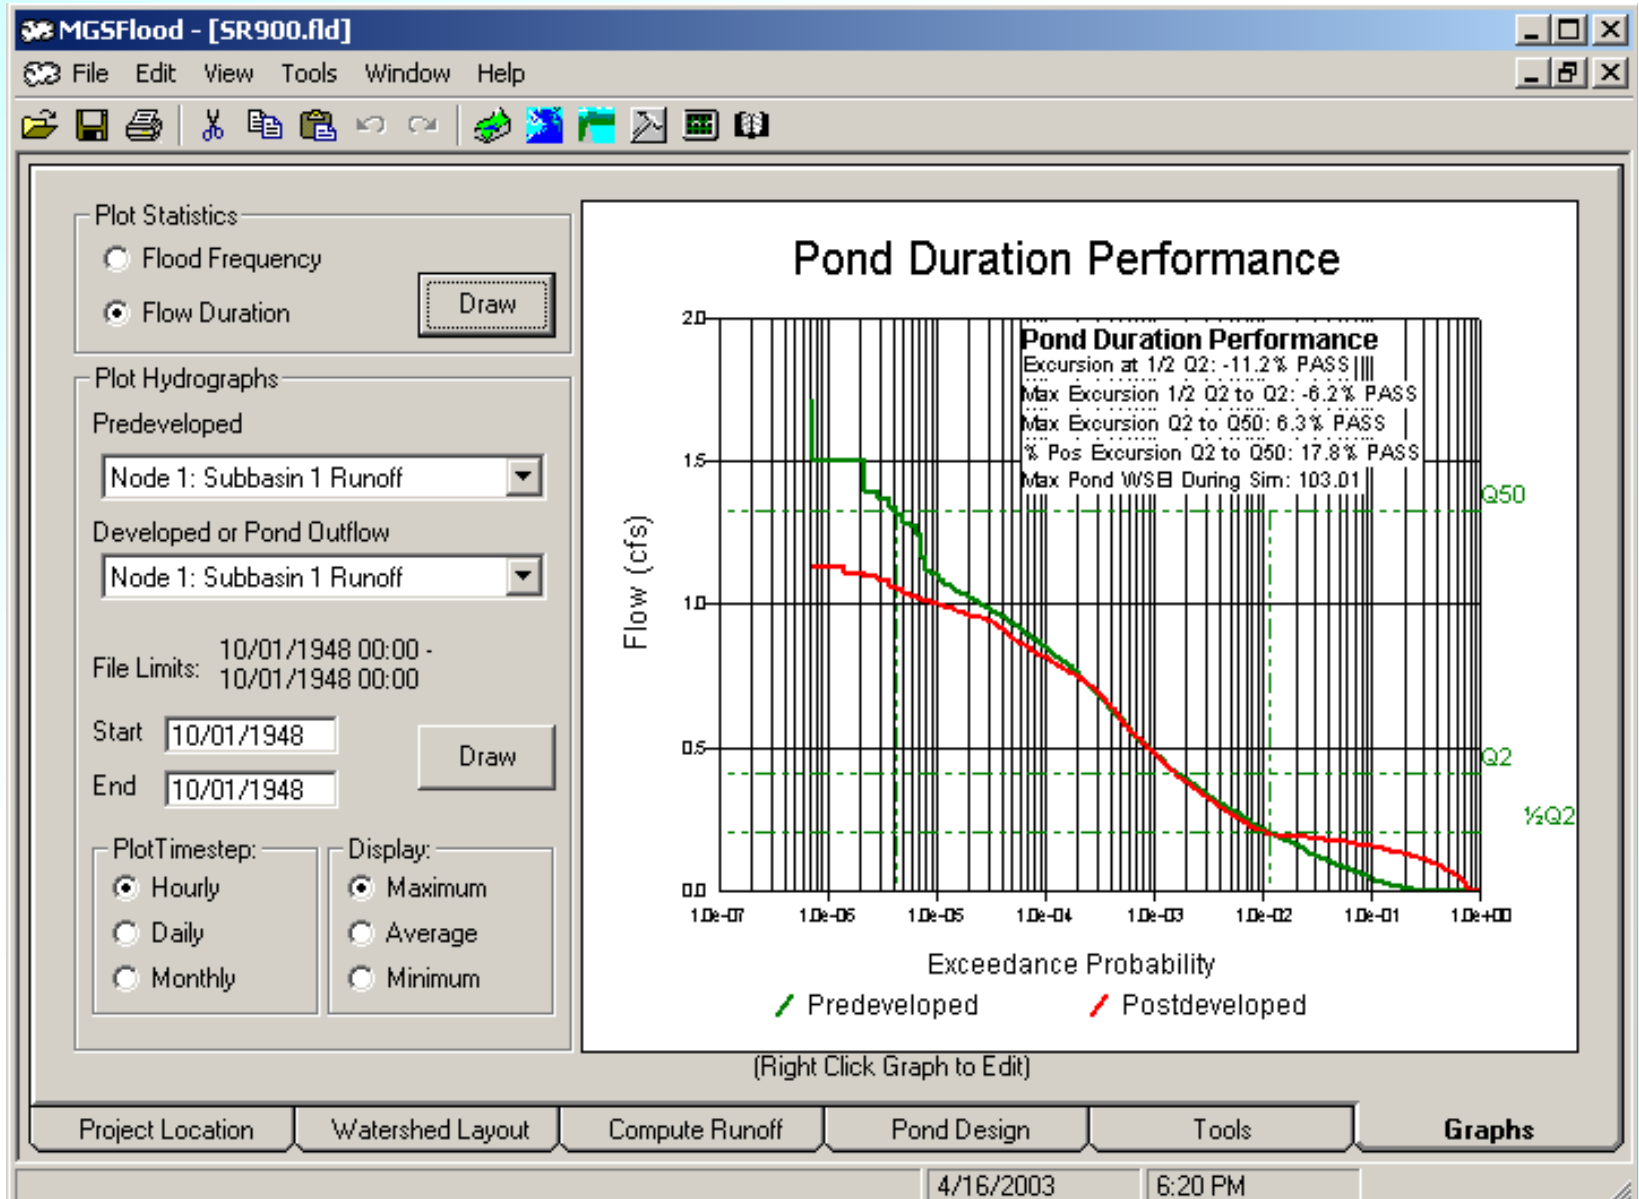 MGSFlood - [SR900.fld]
File Edit View Tools Window Help
Plot Statistics
Flood Frequency
Flow Duration
Draw
Plot Hydrographs
Predeveloped
Node 1: Subbasin 1 Runoff
Developed or Pond Outflow
Node 1: Subbasin 1 Runoff
File Limits: 10/01/1948 00:00 -
10/01/1948 00:00
Start 10/01/1948
End 10/01/1948
Draw
PlotTimestep:
Hourly
Daily
Monthly
Display:
Maximum
Average
Minimum
Pond Duration Performance
Pond Duration Performance
Excursion at 1/2 Q2: -11.2% PASS
Max Excursion 1/2 Q2 to Q2: -6.2% PASS
Max Excursion Q2 to Q50: 6.3% PASS
% Pos Excursion Q2 to Q50: 17.8% PASS
Max Pond WSEl During Sim: 103.01
2.0
1.5
1.0
0.5
0.0
Flow (cfs)
Q50
Q2
½Q2
1.0e-07 1.0e-06 1.0e-05 1.0e-04 1.0e-03 1.0e-02 1.0e-01 1.0e+00
Exceedance Probability
Predeveloped Postdeveloped
(Right Click Graph to Edit)
Project Location Watershed Layout Compute Runoff Pond Design Tools Graphs
4/16/2003 6:20 PM